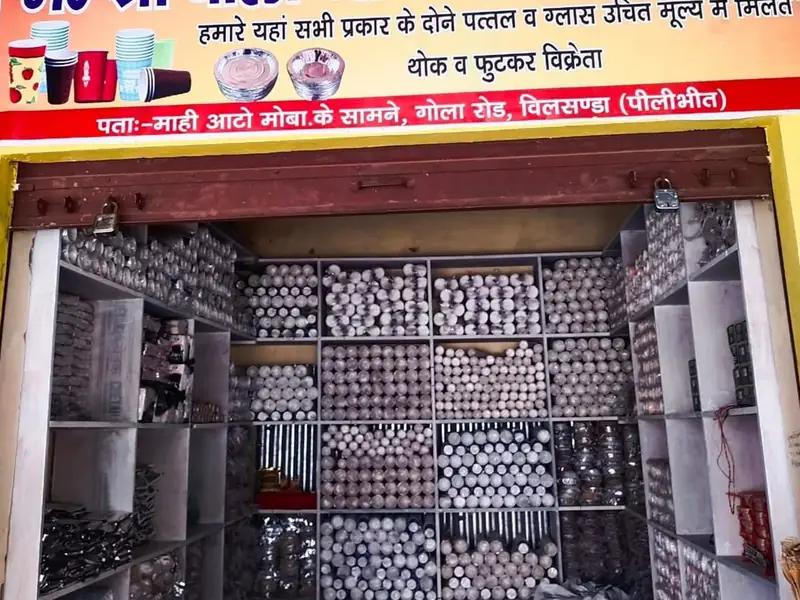 हमारे यहां सभी प्रकार के दोने पत्तल व ग्लास उचित मूल्य में मिलते
थोक व फुटकर विक्रेता
पताः-माही आटो मोबा.के सामने, गोला रोड, विलसण्डा (पीलीभीत)